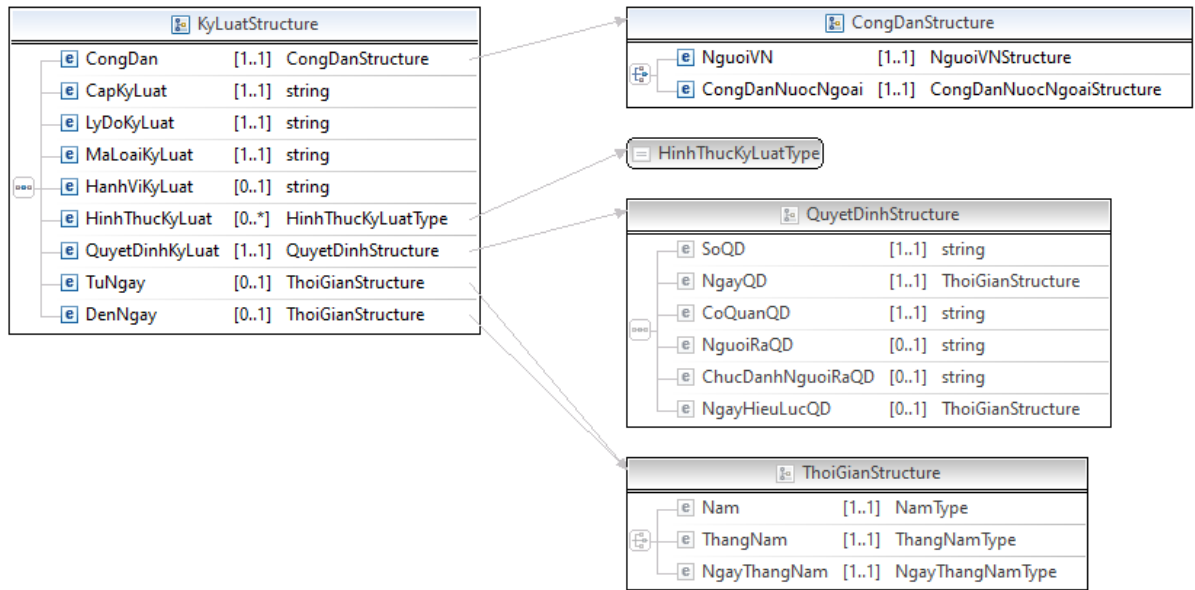 KyLuatStructure
e CongDan [1..1] CongDanStructure
e CapKyLuat [1..1] string
e LyDoKyLuat [1..1] string
e MaLoaiKyLuat [1..1] string
e HanhViKyLuat [0..1] string
e HinhThucKyLuat [0..*] HinhThucKyLuatType
e QuyetDinhKyLuat [1..1] QuyetDinhStructure
e TuNgay [0..1] ThoiGianStructure
e DenNgay [0..1] ThoiGianStructure
CongDanStructure
e NguoiVN [1..1] NguoiVNStructure
e CongDanNuocNgoai [1..1] CongDanNuocNgoaiStructure
HinhThucKyLuatType
QuyetDinhStructure
e SoQD [1..1] string
e NgayQD [1..1] ThoiGianStructure
e CoQuanQD [1..1] string
e NguoiRaQD [0..1] string
e ChucDanhNguoiRaQD [0..1] string
e NgayHieuLucQD [0..1] ThoiGianStructure
ThoiGianStructure
e Nam [1..1] NamType
e ThangNam [1..1] ThangNamType
e NgayThangNam [1..1] NgayThangNamType